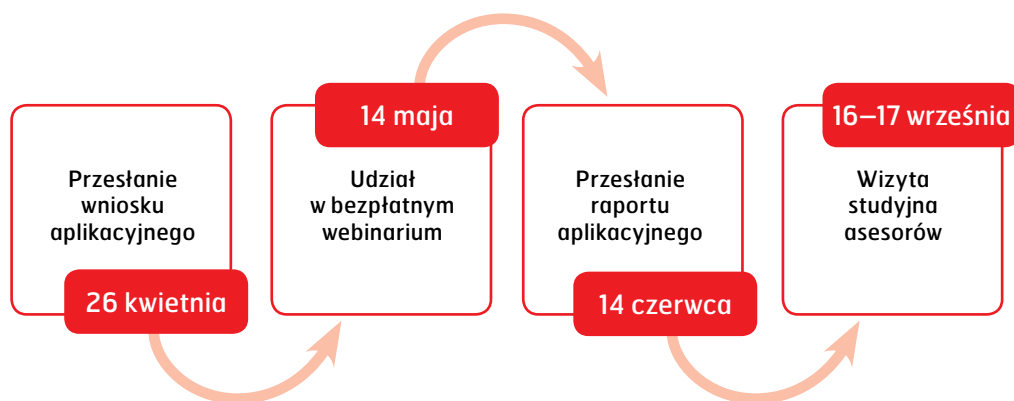 Przesłanie
wniosku
aplikacyjnego
26 kwietnia
14 maja
Udział
w bezpłatnym
webinarium
Przesłanie
raportu
aplikacyjnego
14 czerwca
16–17 września
Wizyta
studyjna
asesorów